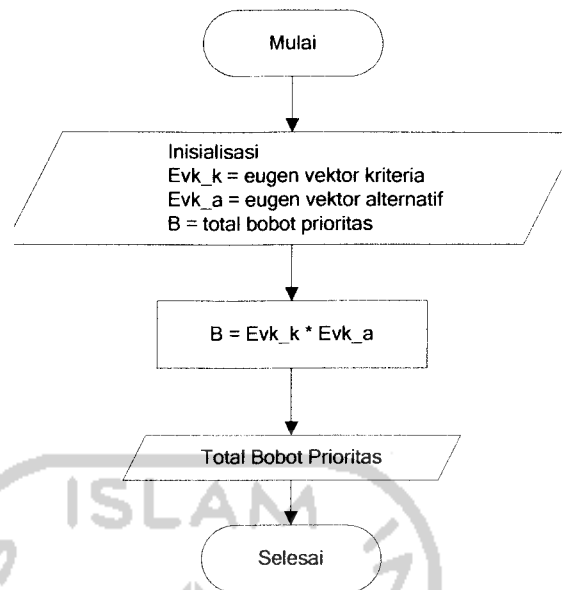 Mulai
Inisialisasi
Evk_k = eugen vektor kriteria
Evk_a = eugen vektor alternatif
B = total bobot prioritas
B = Evk_k * Evk_a
Total Bobot Prioritas
ISLAM
Selesai